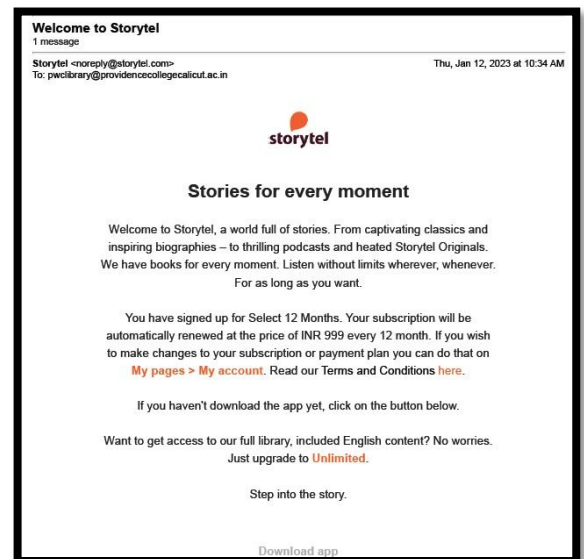 Welcome to Storytel
1 message
Storytel <noreply@storytel.com>
Thu, Jan 12, 2023 at 10:34 AM
To: pwclibrary@providencecollegecalicut.ac.in
storytel
Stories for every moment
Welcome to Storytel, a world full of stories. From captivating classics and
inspiring biographies – to thrilling podcasts and heated Storytel Originals.
We have books for every moment. Listen without limits wherever, whenever.
For as long as you want.
You have signed up for Select 12 Months. Your subscription will be
automatically renewed at the price of INR 999 every 12 month. If you wish
to make changes to your subscription or payment plan you can do that on
My pages > My account. Read our Terms and Conditions here.
If you haven't download the app yet, click on the button below.
Want to get access to our full library, included English content? No worries.
Just upgrade to Unlimited.
Step into the story.
Download app